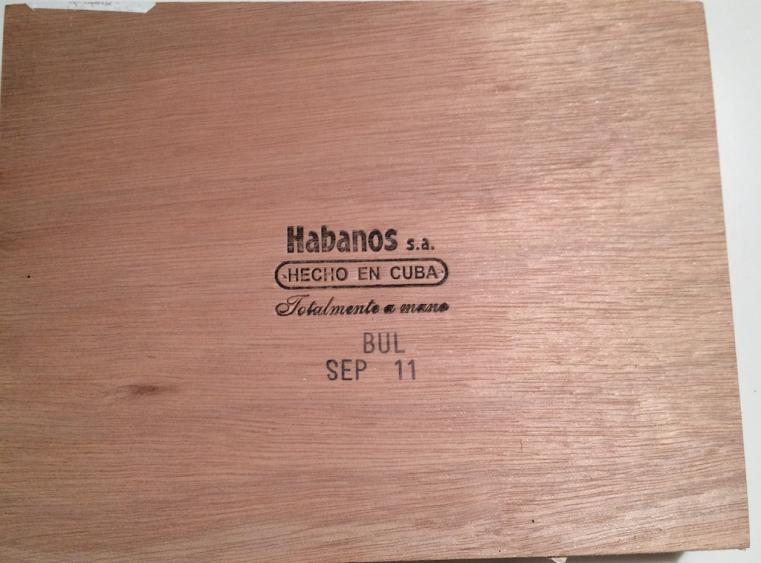 Habanos s.a.
HECHO EN CUBA
Totalmente a mano
BUL
SEP 11